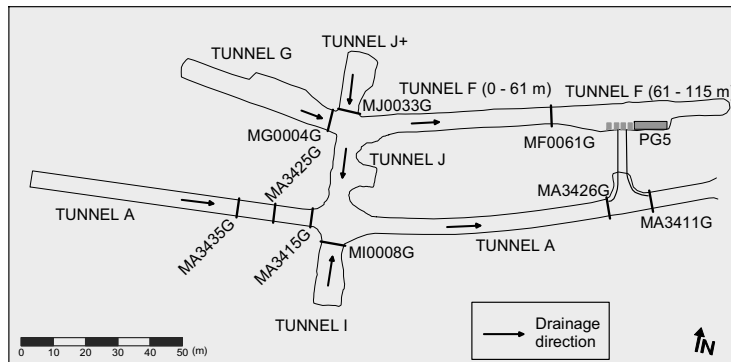 TUNNEL G
TUNNEL J+
TUNNEL F (0 - 61 m)
TUNNEL F (61 - 115 m)
MJ0033G
MG0004G
MF0061G
PG5
MA3425G
TUNNEL J
MA3426G
TUNNEL A
MA3435G
MA3415G
MI0008G
TUNNEL A
MA3411G
TUNNEL I
Drainage
direction
0 10 20 30 40 50 (m)
N